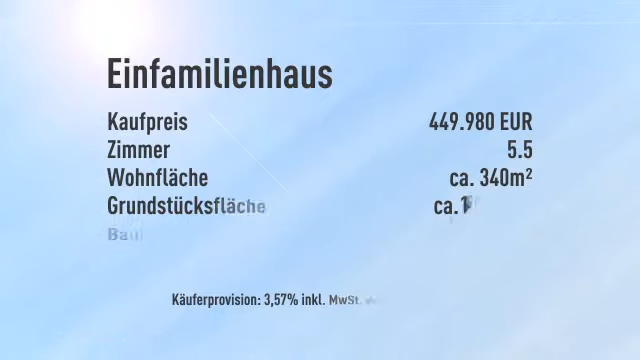 Einfamilienhaus
Kaufpreis 449.980 EUR
Zimmer 5.5
Wohnfläche ca. 340m²
Grundstücksfläche ca.
Käuferprovision: 3,57% inkl. MwSt.